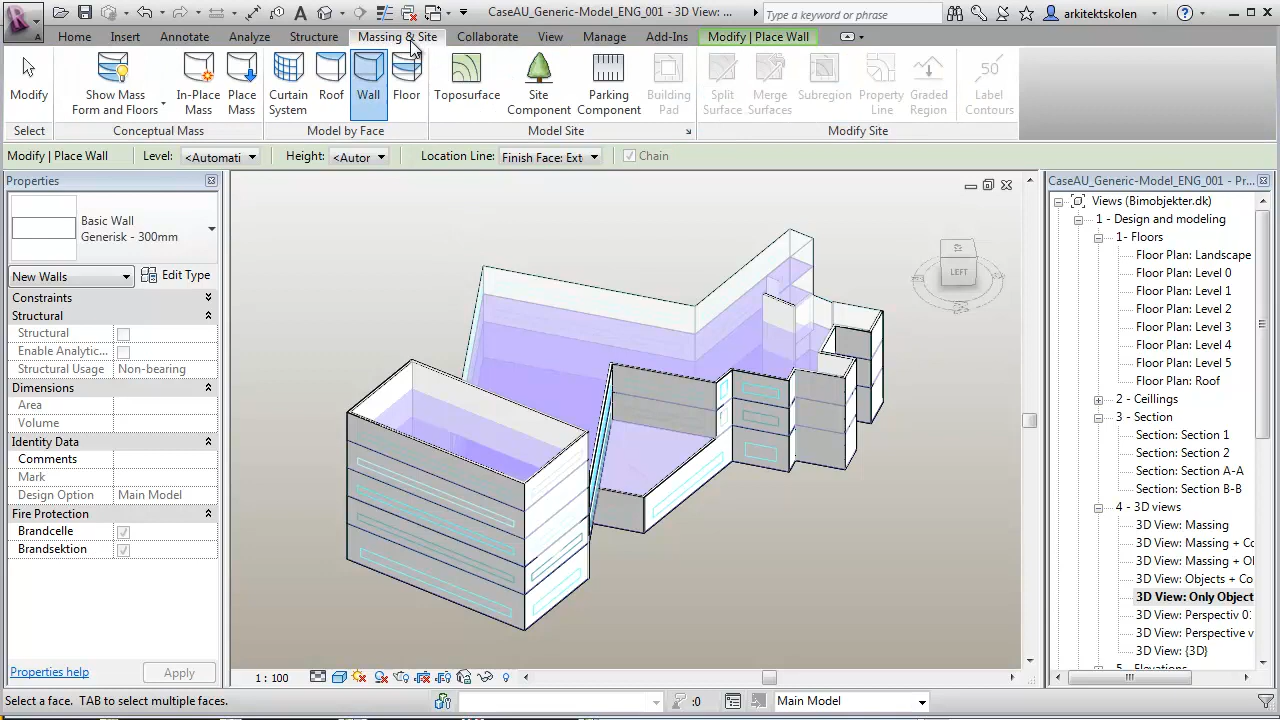 CaseAU_Generic-Model_ENG_001 - 3D View: ...
Type a keyword or phrase
arkitektskolen
Home Insert Annotate Analyze Structure Massing & Site Collaborate View Manage Add-Ins Modify | Place Wall
Modify
Show Mass
Form and Floors
In-Place
Mass
Place
Mass
Curtain
System
Roof
Wall
Floor
Toposurface
Site
Component
Parking
Component
Building
Pad
Split
Surface
Merge
Surfaces
Subregion
Property
Line
Graded
Region
50
Label
Contours
Select Conceptual Mass Model by Face Model Site Modify Site
Modify | Place Wall Level: <Automati Height: <Autor Location Line: Finish Face: Ext Chain
Properties
Basic Wall
Generisk - 300mm
New Walls Edit Type
Constraints
Structural
Structural
Enable Analytic...
Structural Usage Non-bearing
Dimensions
Area
Volume
Identity Data
Comments
Mark
Design Option Main Model
Fire Protection
Brandcelle
Brandsektion
Properties help Apply
LEFT
CaseAU_Generic-Model_ENG_001 - Pr...
Views (Bimobjekter.dk)
1 - Design and modeling
1- Floors
Floor Plan: Landscape
Floor Plan: Level 0
Floor Plan: Level 1
Floor Plan: Level 2
Floor Plan: Level 3
Floor Plan: Level 4
Floor Plan: Level 5
Floor Plan: Roof
2 - Ceillings
3 - Section
Section: Section 1
Section: Section 2
Section: Section A-A
Section: Section B-B
4 - 3D views
3D View: Massing
3D View: Massing + Cc
3D View: Massing + Ol
3D View: Objects + Co
3D View: Only Object
3D View: Perspectiv 0:
3D View: Perspective v
3D View: {3D}
5 - Elevations
1 : 100
Select a face. TAB to select multiple faces.
:0
Main Model